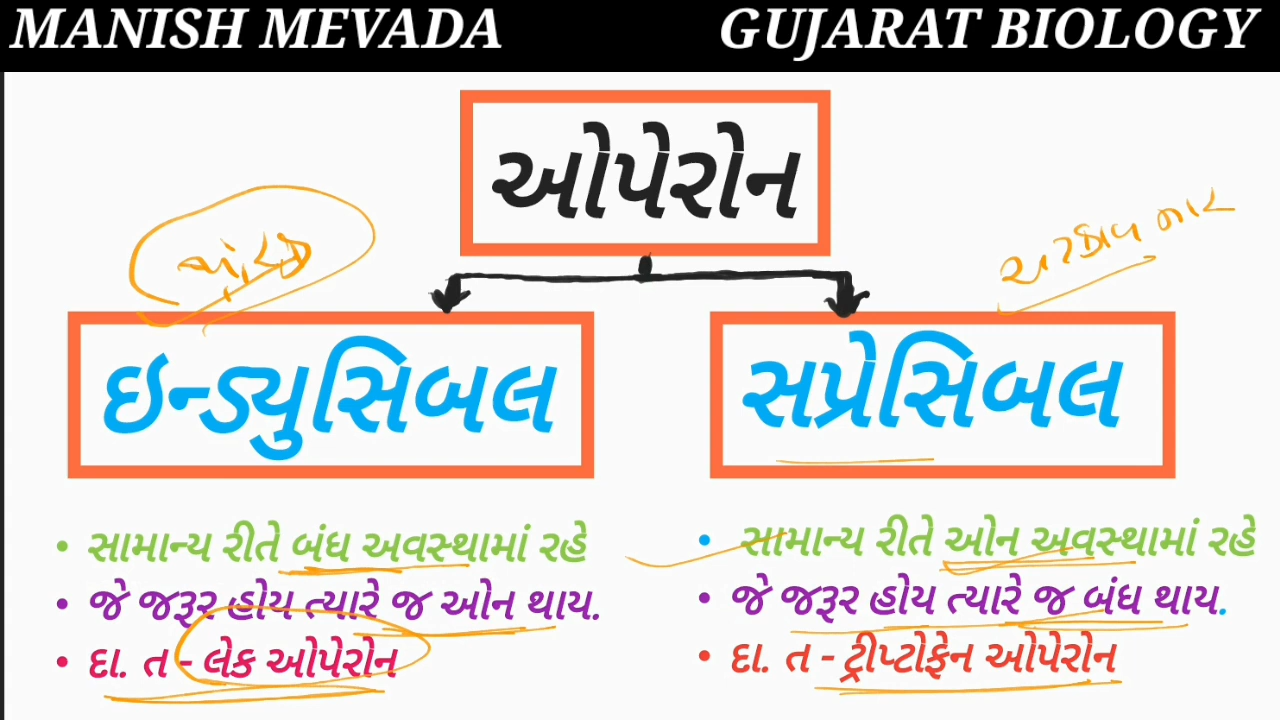 MANISH MEVADA
GUJARAT BIOLOGY
ઓપેરોન
ઇન્ડ્યુસિબલ
સપ્રેસિબલ
• સામાન્ય રીતે બંધ અવસ્થામાં રહે
• જે જરૂર હોય ત્યારે જ ઓન થાય.
• દા. ત - લેક ઓપેરોન
• સામાન્ય રીતે ઓન અવસ્થામાં રહે
• જે જરૂર હોય ત્યારે જ બંધ થાય.
• દા. ત - ટ્રીપ્ટોફેન ઓપેરોન